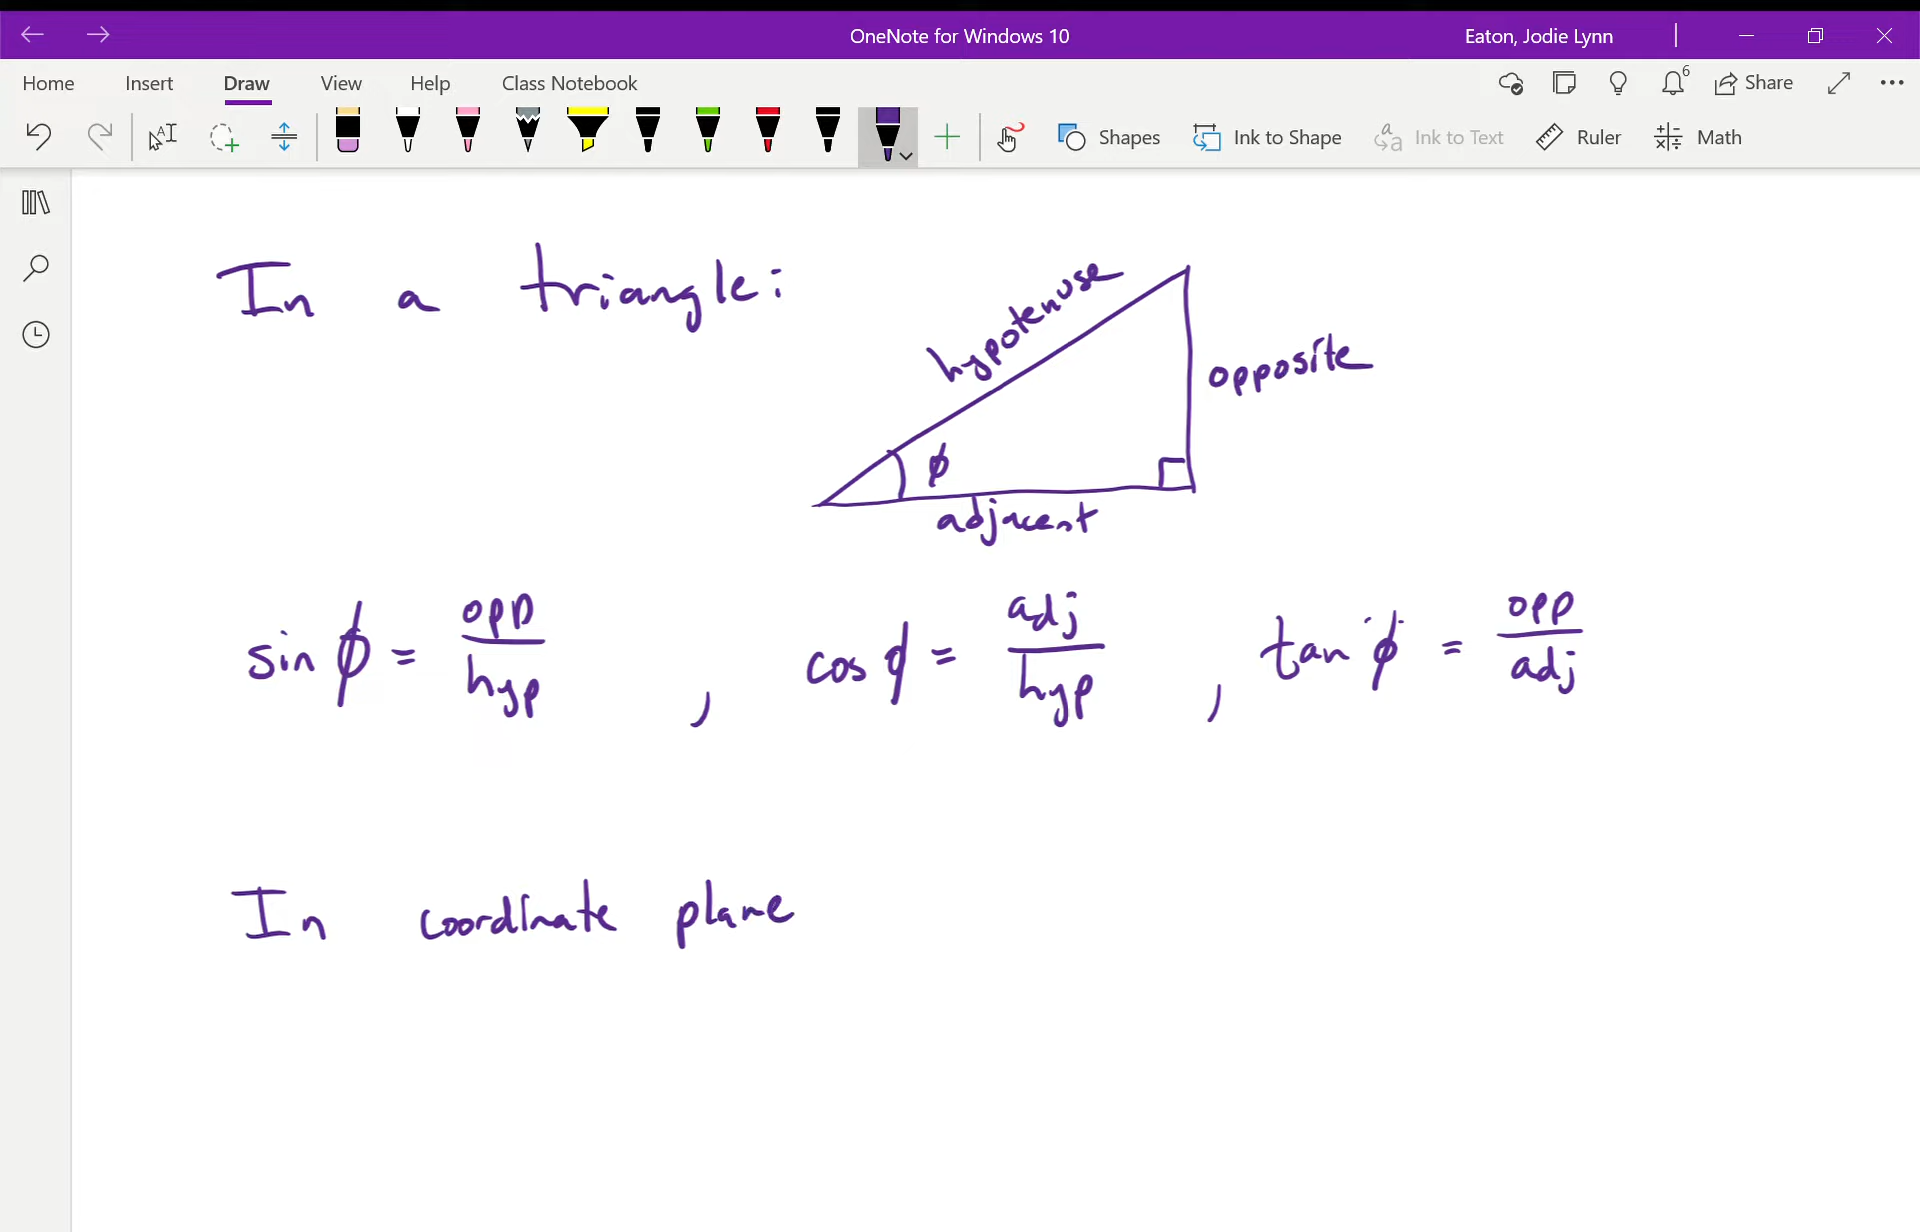 OneNote for Windows 10 Eaton, Jodie Lynn
Home Insert Draw View Help Class Notebook 6 Share
Shapes Ink to Shape Ink to Text Ruler Math
In a triangle:
hypotenuse
opposite
ϕ
adjacent
sin ϕ = opp/hyp , cos ϕ = adj/hyp , tan ϕ = opp/adj
In coordinate plane